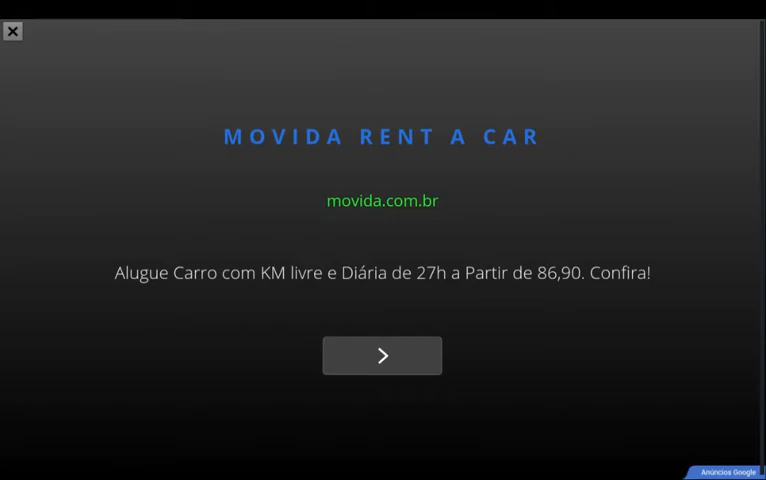 MOVIDA RENT A CAR
movida.com.br
Alugue Carro com KM livre e Diária de 27h a Partir de 86,90. Confira!
Anúncios Google